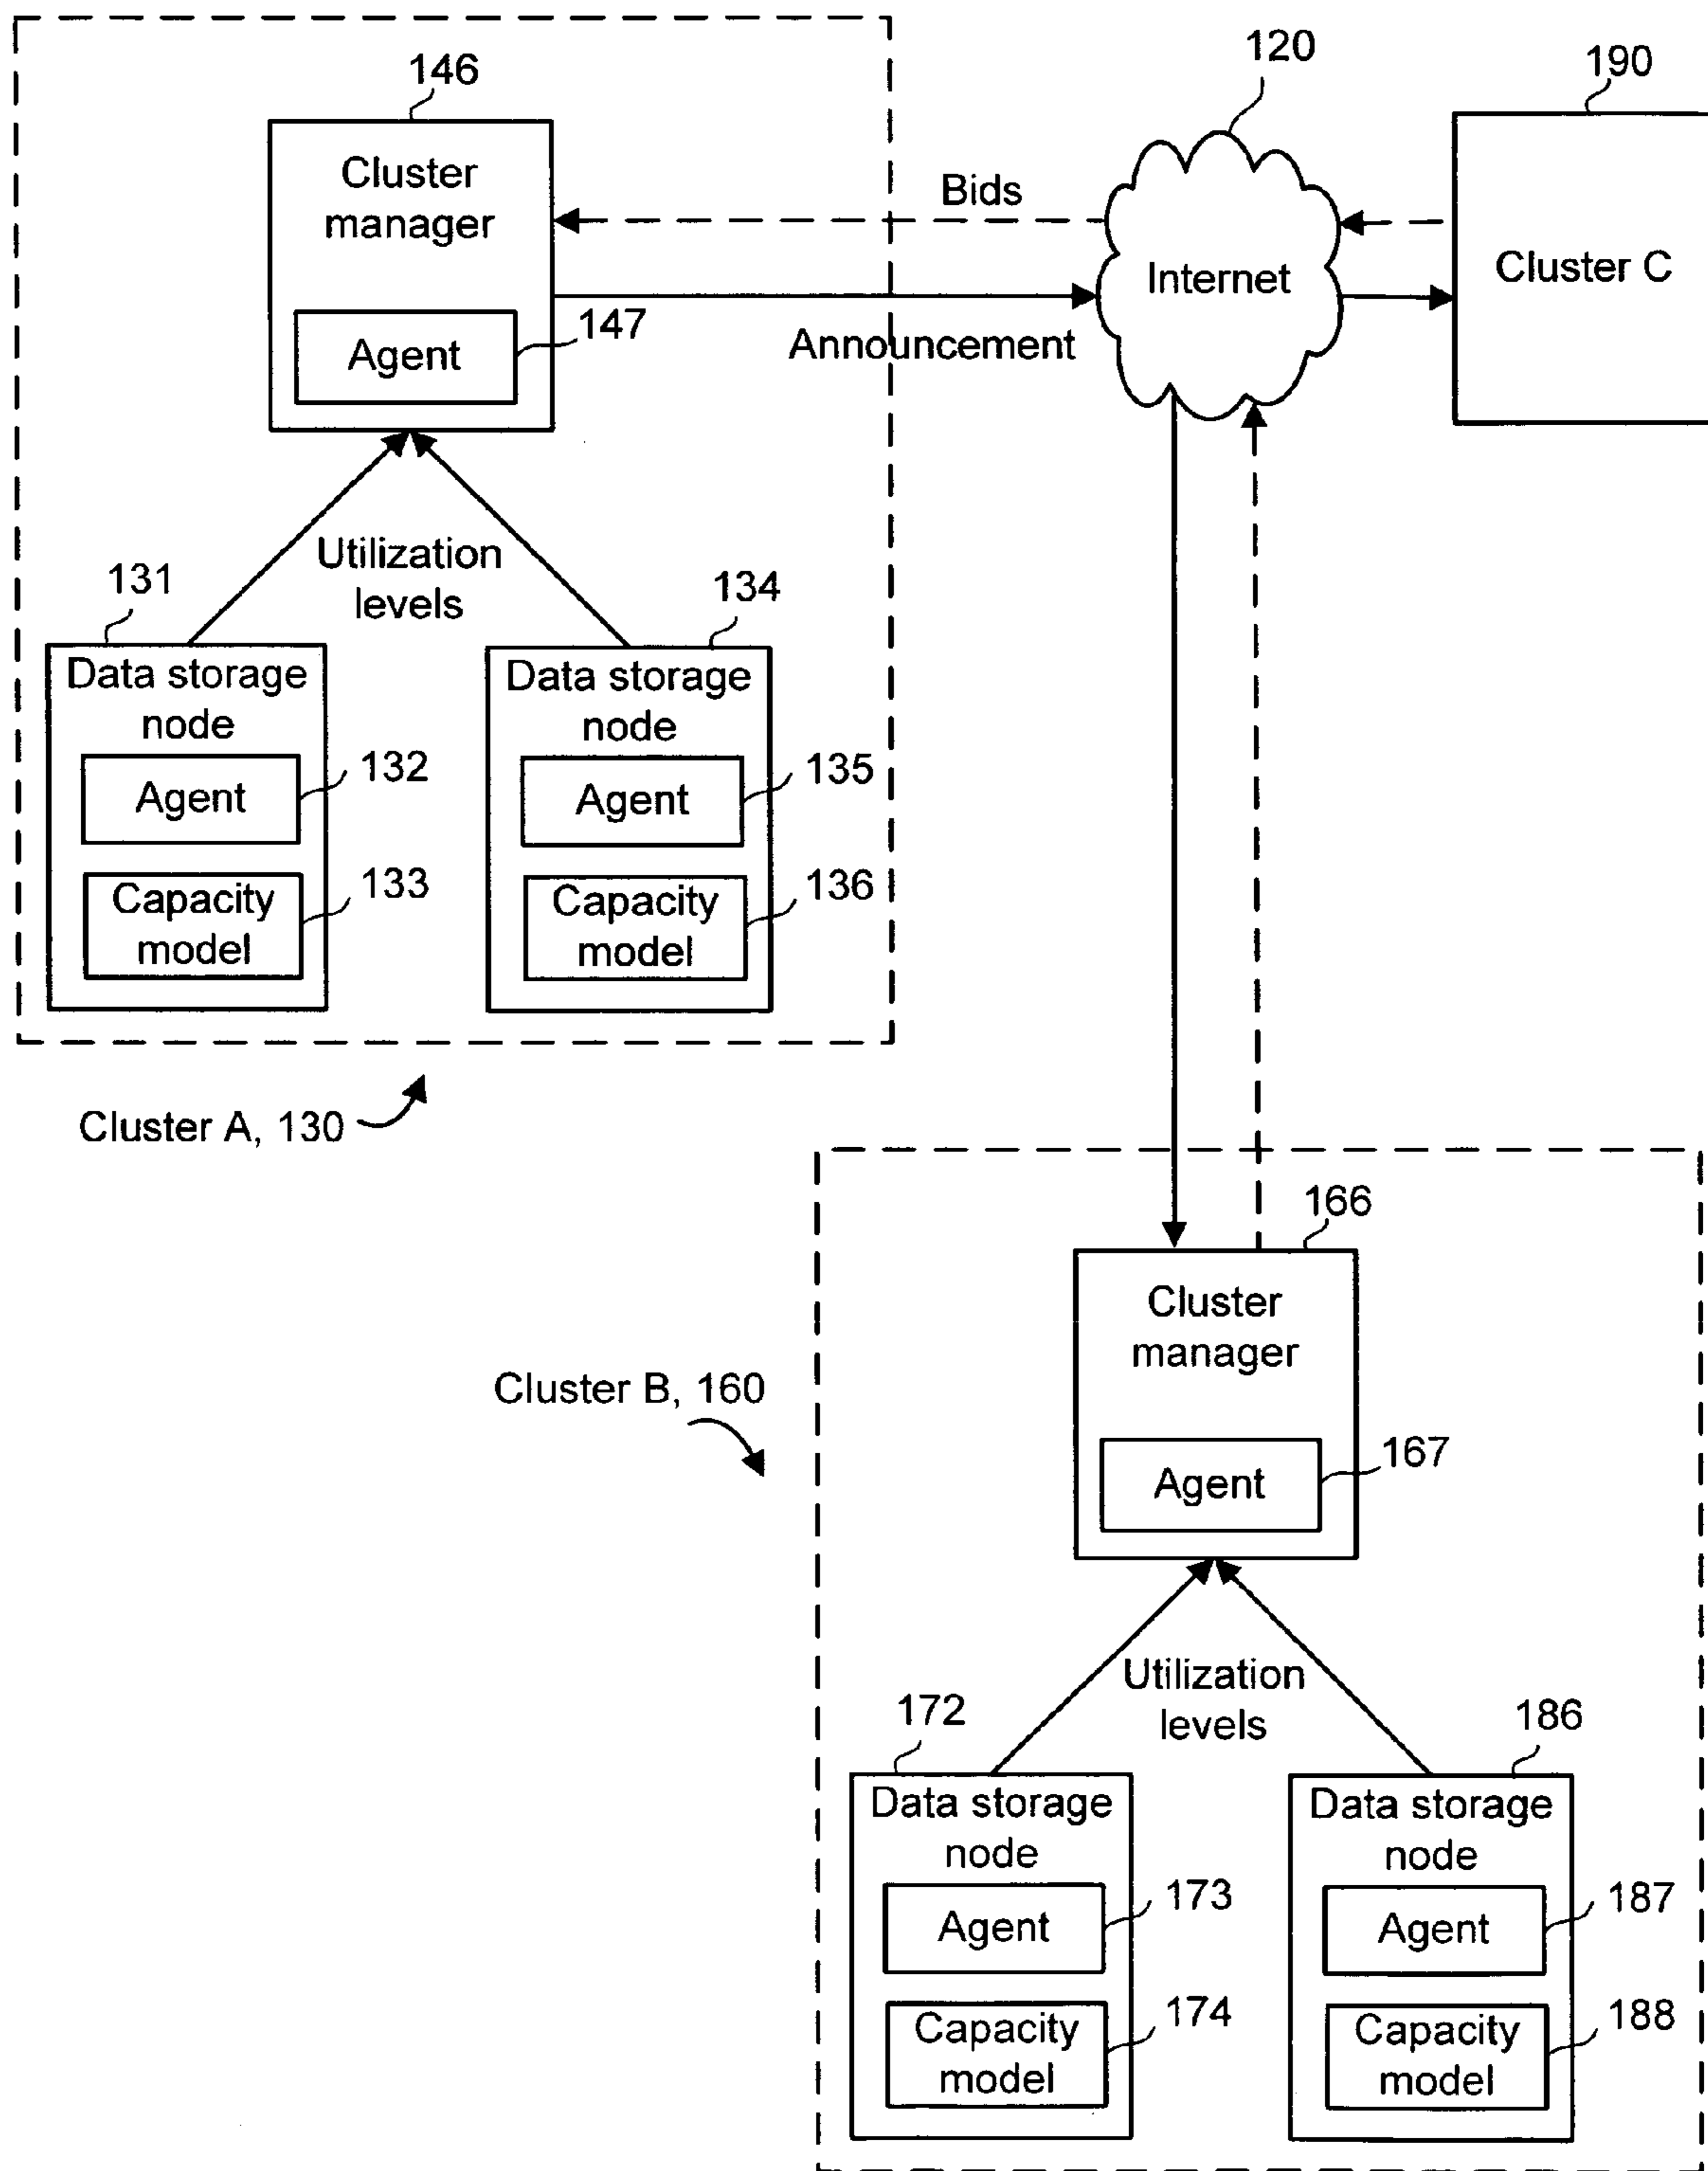 146
120
190
Cluster
manager
Bids
Internet
Cluster C
Agent
147
Announcement
Utilization
levels
131
134
Data storage
node
Data storage
node
Agent
132
Agent
135
Capacity
model
133
Capacity
model
136
Cluster A, 130
166
Cluster
manager
Cluster B, 160
Agent
167
Utilization
levels
172
186
Data storage
node
Data storage
node
Agent
173
Agent
187
Capacity
model
174
Capacity
model
188